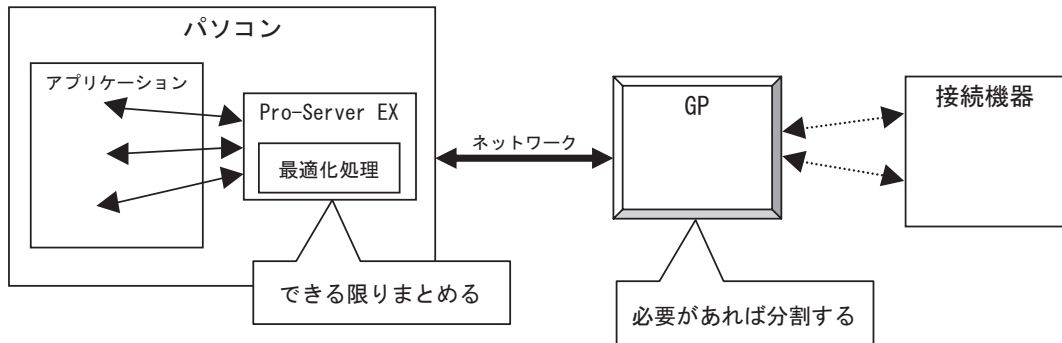 パソコン
アプリケーション
Pro-Server EX
最適化処理
できる限りまとめる
ネットワーク
GP
必要があれば分割する
接続機器